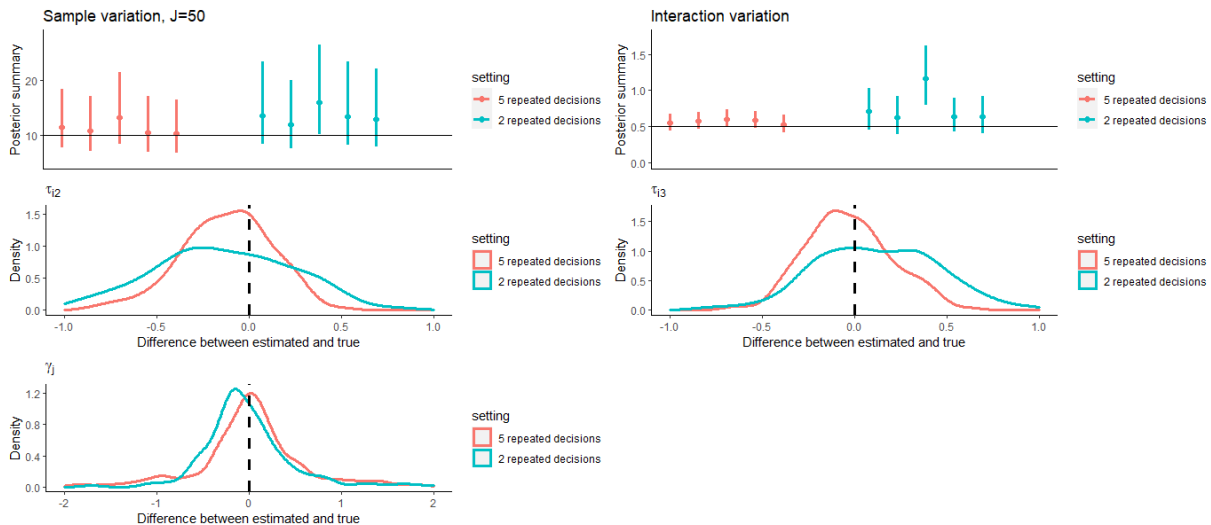 Sample variation, J=50
Posterior summary
20
10
setting
5 repeated decisions
2 repeated decisions
Interaction variation
Posterior summary
1.5
1.0
0.5
0.0
setting
5 repeated decisions
2 repeated decisions
τi2
Density
1.5
1.0
0.5
0.0
-1.0 -0.5 0.0 0.5 1.0
Difference between estimated and true
setting
5 repeated decisions
2 repeated decisions
τi3
Density
1.5
1.0
0.5
0.0
-1.0 -0.5 0.0 0.5 1.0
Difference between estimated and true
setting
5 repeated decisions
2 repeated decisions
γj
Density
1.2
0.8
0.4
0.0
-2 -1 0 1 2
Difference between estimated and true
setting
5 repeated decisions
2 repeated decisions